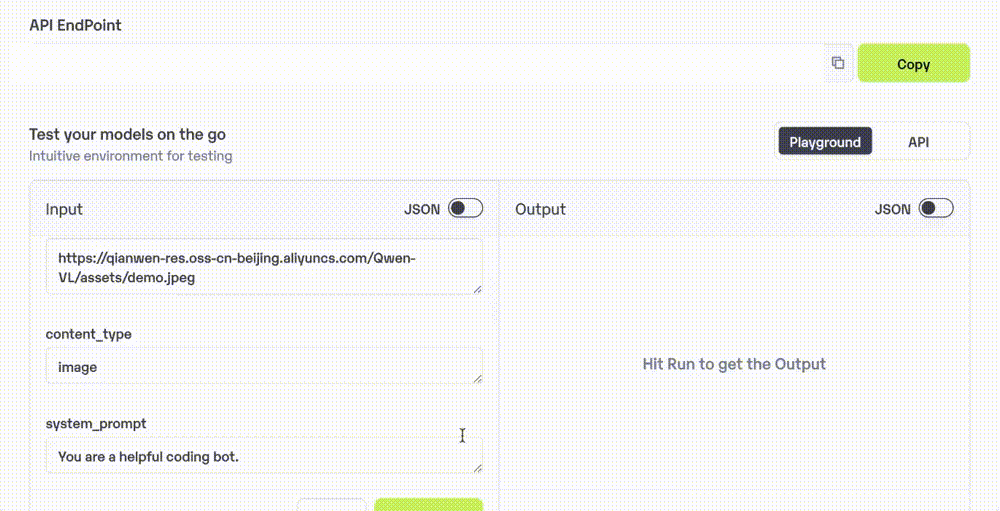 API EndPoint
Copy
Test your models on the go
Intuitive environment for testing
Playground
API
Input
JSON
Output
JSON
https://qianwen-res.oss-cn-beijing.aliyuncs.com/Qwen-
VL/assets/demo.jpeg
content_type
image
Hit Run to get the Output
system_prompt
You are a helpful coding bot.